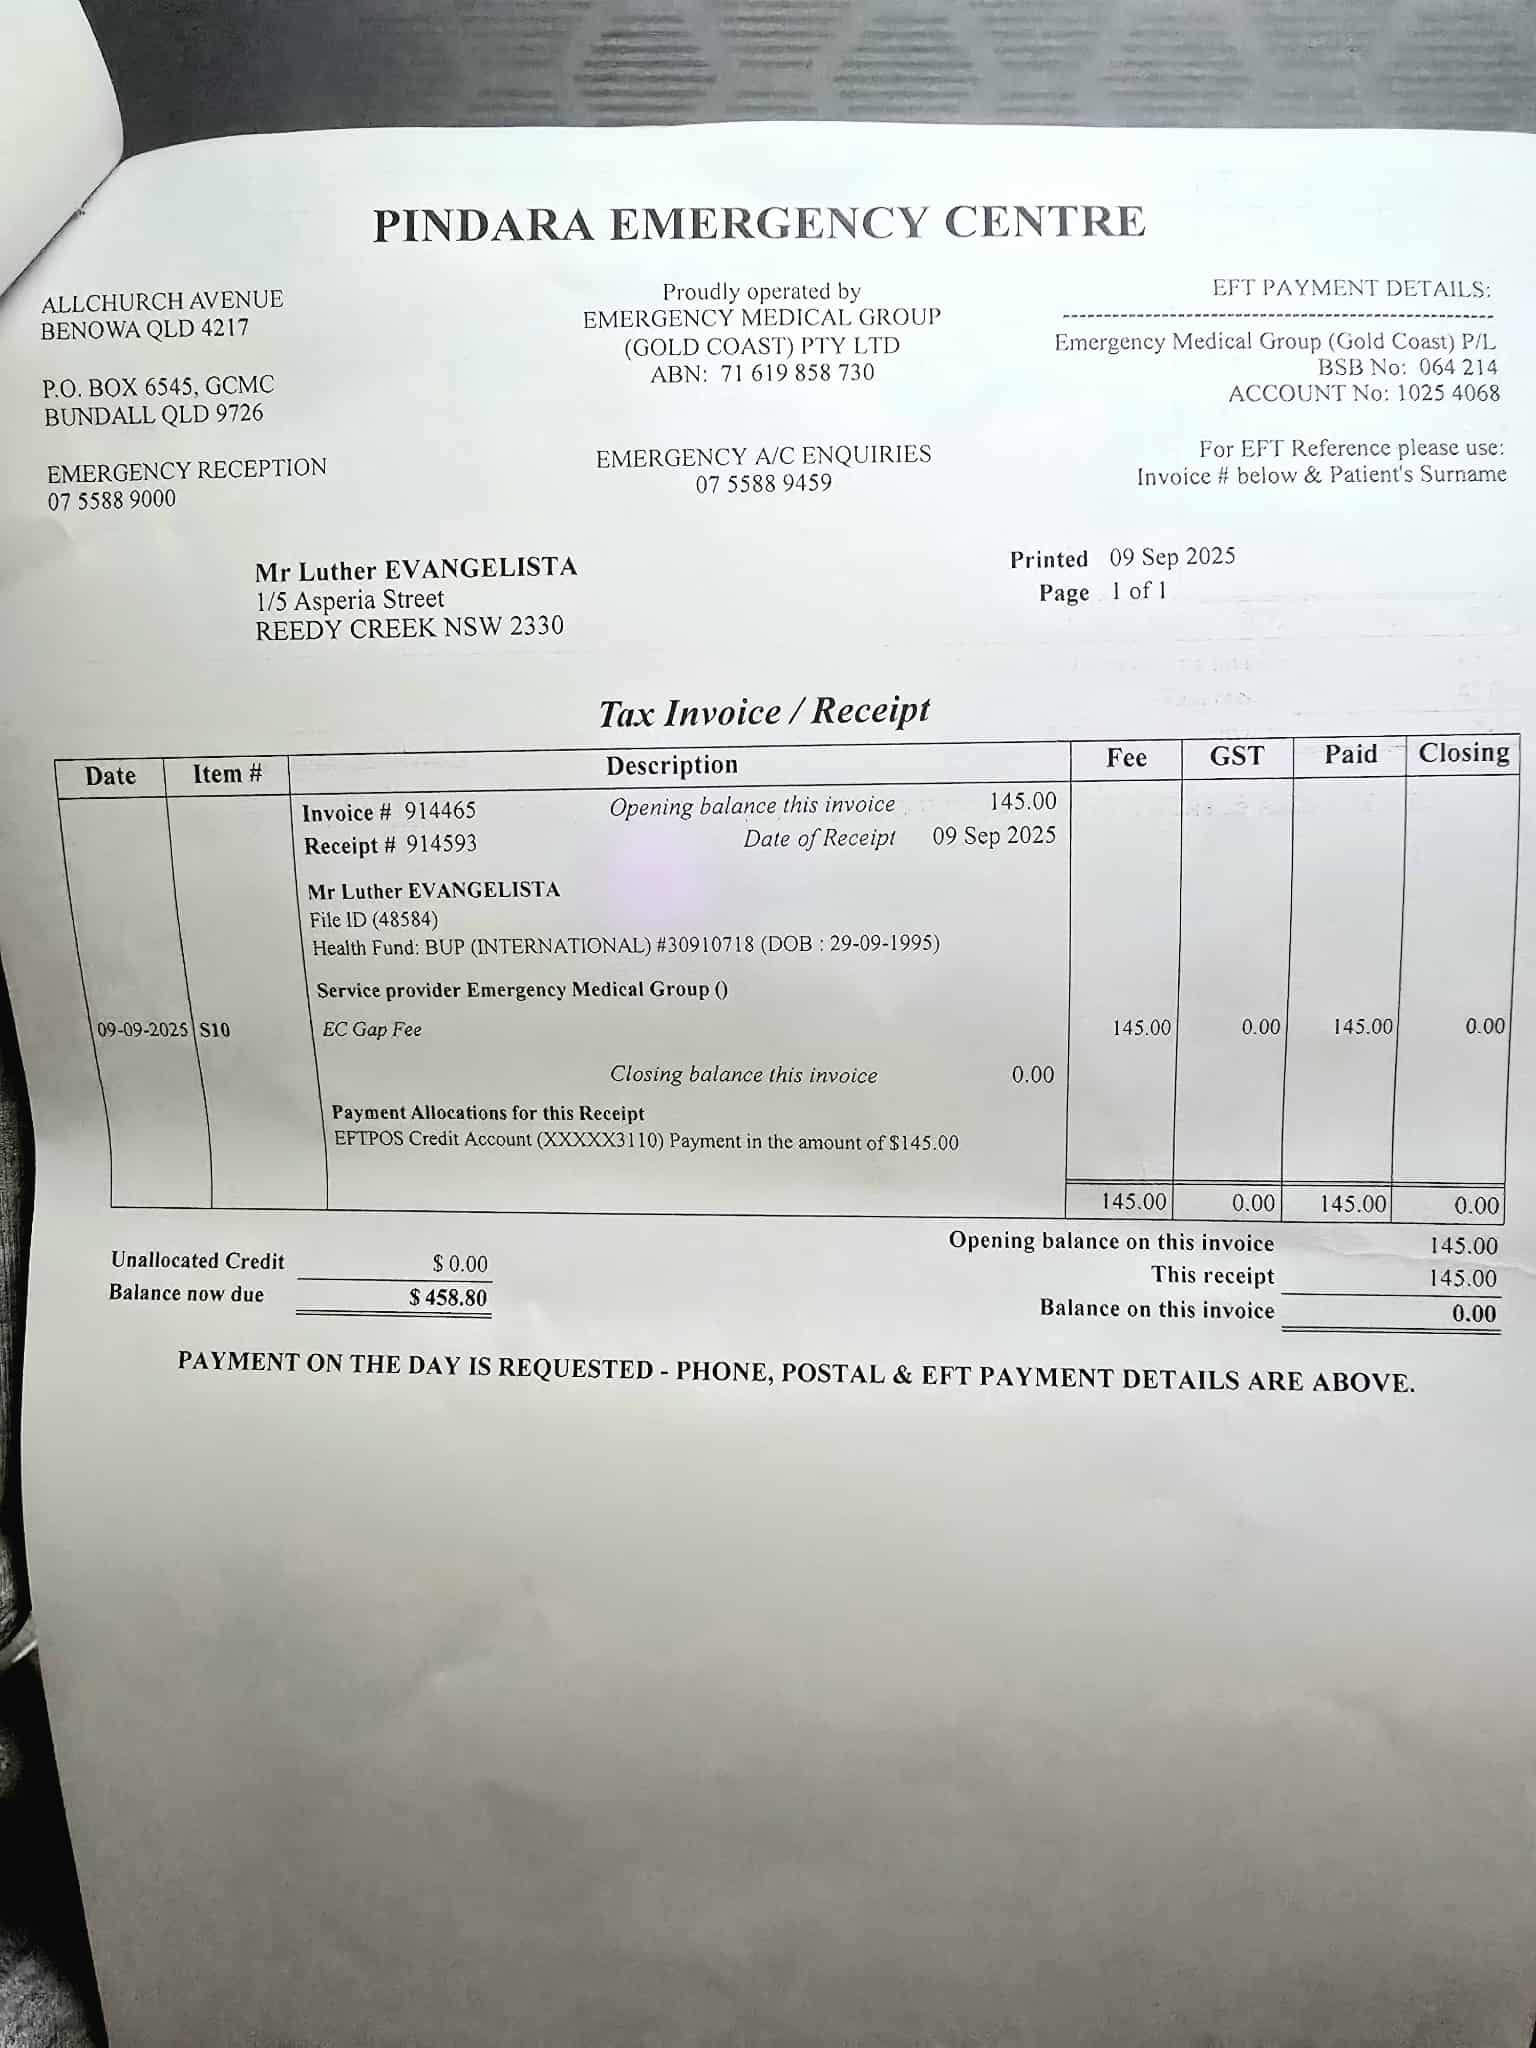 PINDARA EMERGENCY CENTRE
ALLCHURCH AVENUE
BENOWA QLD 4217
P.O. BOX 6545, GCMC
BUNDALL QLD 9726
EMERGENCY RECEPTION
07 5588 9000
Proudly operated by
EMERGENCY MEDICAL GROUP
(GOLD COAST) PTY LTD
ABN: 71 619 858 730
EMERGENCY A/C ENQUIRIES
07 5588 9459
EFT PAYMENT DETAILS:
Emergency Medical Group (Gold Coast) P/L
BSB No: 064 214
ACCOUNT No: 1025 4068
For EFT Reference please use:
Invoice # below & Patient's Surname
Mr Luther EVANGELISTA
1/5 Asperia Street
REEDY CREEK NSW 2330
Printed 09 Sep 2025
Page 1 of 1
Tax Invoice / Receipt
Date Item # Description Fee GST Paid Closing
Invoice # 914465 Opening balance this invoice 145.00
Receipt # 914593 Date of Receipt 09 Sep 2025
Mr Luther EVANGELISTA
File ID (48584)
Health Fund: BUP (INTERNATIONAL) #30910718 (DOB : 29-09-1995)
Service provider Emergency Medical Group ()
09-09-2025 S10 EC Gap Fee 145.00 0.00 145.00 0.00
Closing balance this invoice 0.00
Payment Allocations for this Receipt
EFTPOS Credit Account (XXXXXX3110) Payment in the amount of $145.00
145.00 0.00 145.00 0.00
Unallocated Credit $ 0.00
Balance now due $ 458.80
Opening balance on this invoice 145.00
This receipt 145.00
Balance on this invoice 0.00
PAYMENT ON THE DAY IS REQUESTED - PHONE, POSTAL & EFT PAYMENT DETAILS ARE ABOVE.